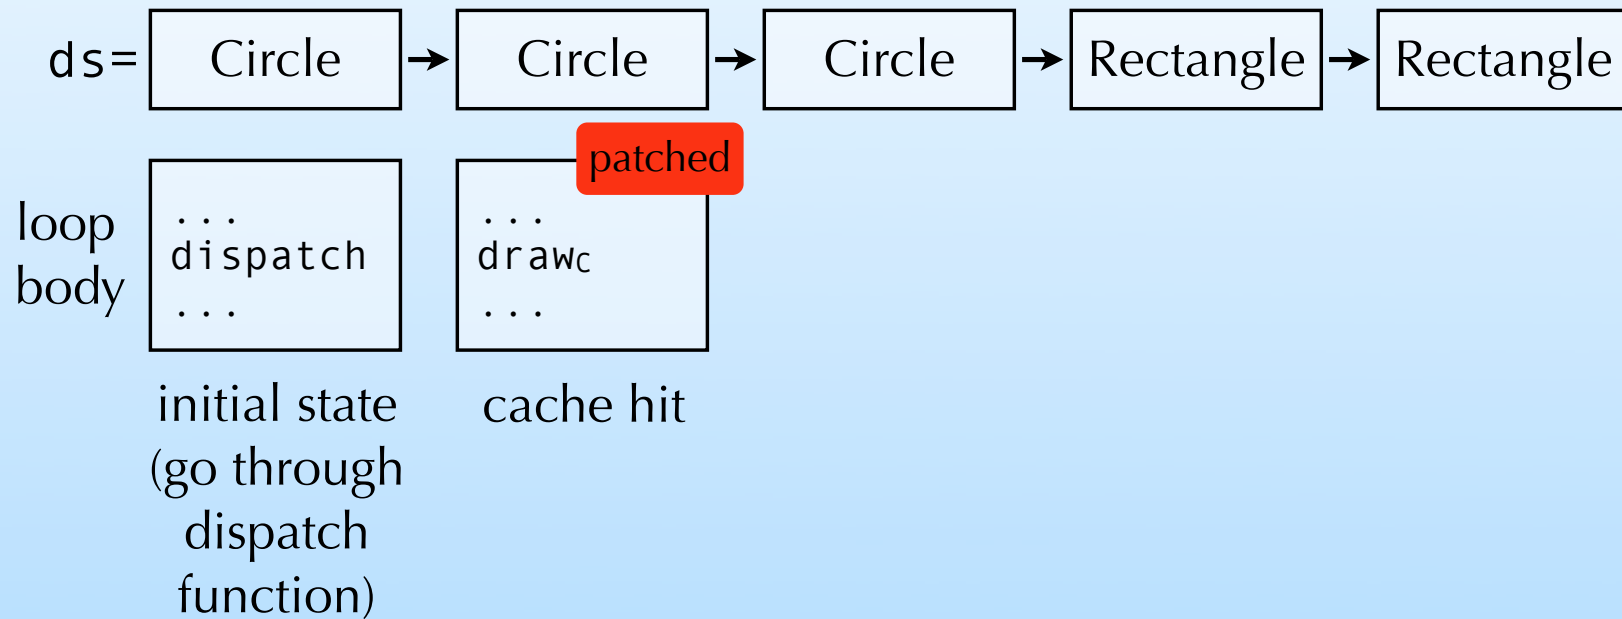 ds= Circle Circle Circle Rectangle Rectangle
patched
loop
body
...
dispatch
...
...
drawC
...
initial state
(go through
dispatch
function)
cache hit